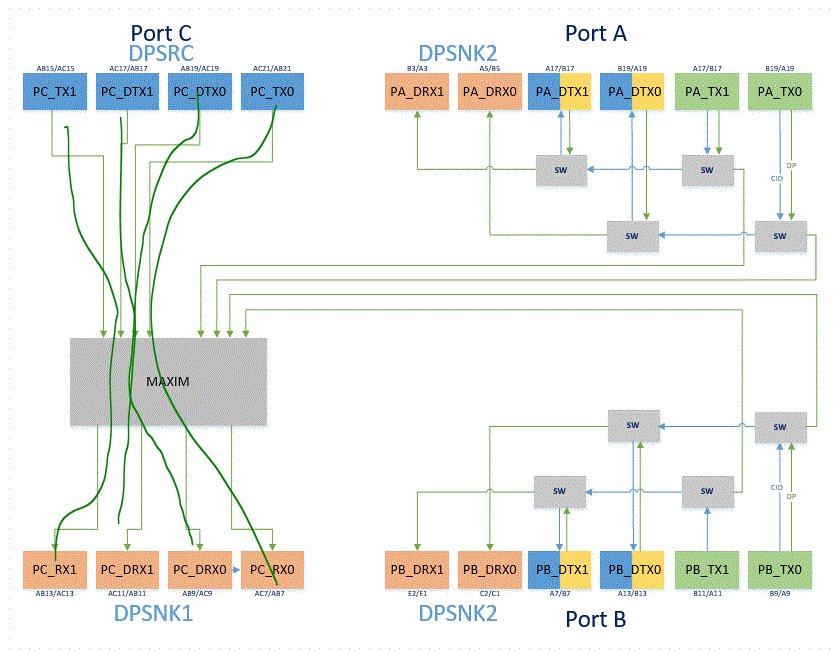 Port C
DPSRC
DPSNK2
Port A
AB15/AC15
AC17/AB17
AB19/AC19
AC21/AB21
B3/A3
A5/B5
A17/B17
B19/A19
A17/B17
B19/A19
PC_TX1
PC_DTX1
PC_DTX0
PC_TX0
PA_DRX1
PA_DRX0
PA_DTX1
PA_DTX0
PA_TX1
PA_TX0
DP
CID
SW
SW
SW
SW
MAXIM
SW
SW
SW
SW
CID
DP
PC_RX1
PC_DRX1
PC_DRX0
PC_RX0
PB_DRX1
PB_DRX0
PB_DTX1
PB_DTX0
PB_TX1
PB_TX0
AB13/AC13
AC11/AB11
AB9/AC9
AC7/AB7
E2/E1
C2/C1
A7/B7
A13/B13
B11/A11
B9/A9
DPSNK1
DPSNK2
Port B